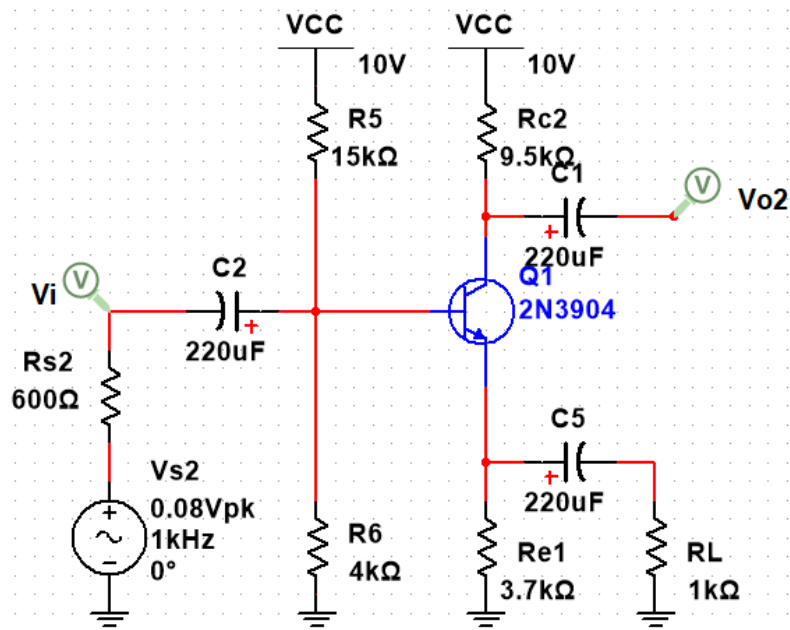 VCC
10V
R5
15kΩ
VCC
10V
Rc2
9.5kΩ
C1
220uF
V
Vo2
V
Vi
C2
220uF
Q1
2N3904
Rs2
600Ω
Vs2
0.08Vpk
1kHz
0°
R6
4kΩ
C5
220uF
Re1
3.7kΩ
RL
1kΩ